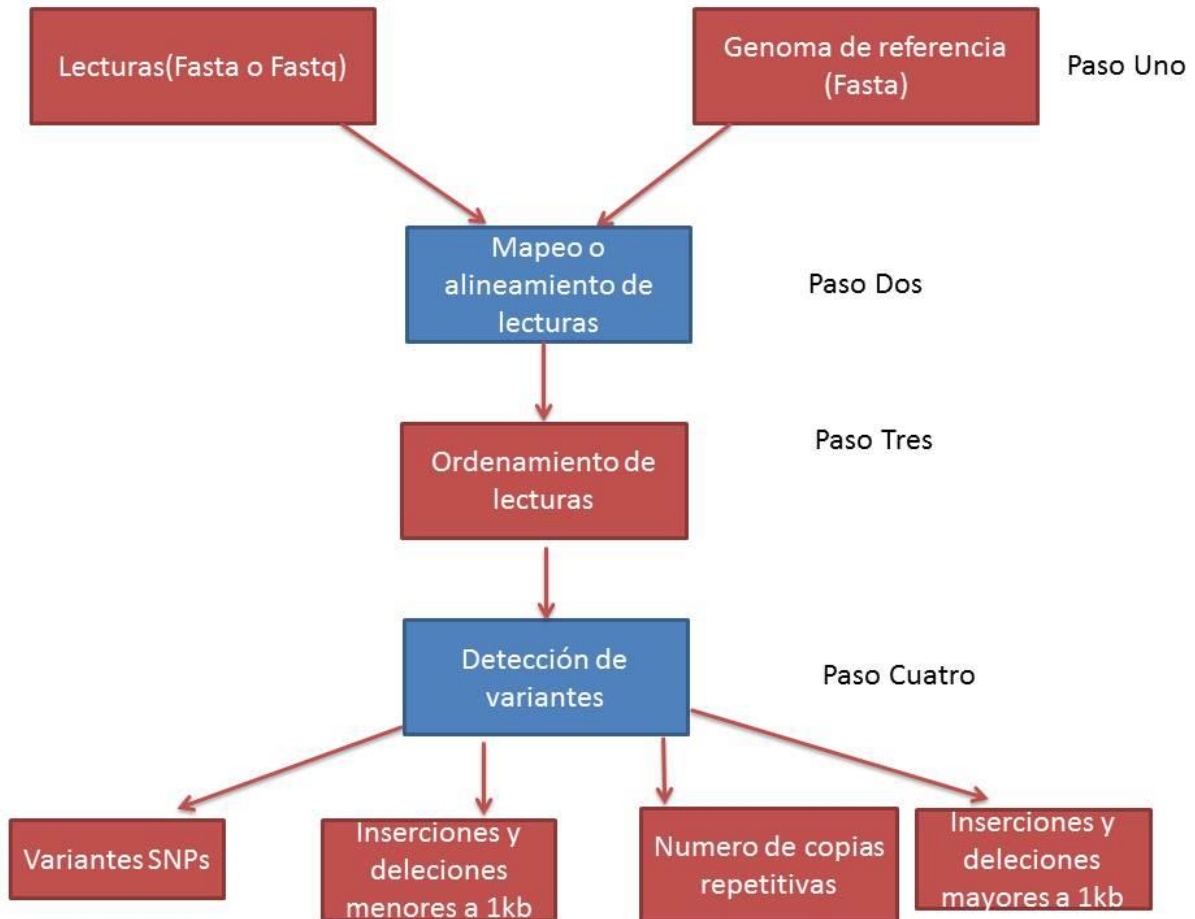 Lecturas(Fasta o Fastq)
Genoma de referencia
(Fasta)
Paso Uno
Mapeo o
alineamiento de
lecturas
Paso Dos
Paso Tres
Ordenamiento de
lecturas
Detección de
variantes
Paso Cuatro
Variantes SNPs
Inserciones y
deleciones
menores a 1kb
Numero de copias
repetitivas
Inserciones y
deleciones
mayores a 1kb